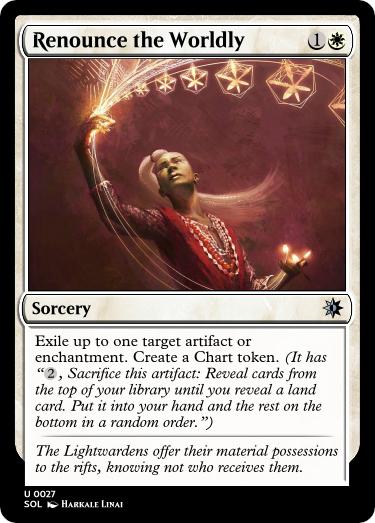 Renounce the Worldly 1
Sorcery
Exile up to one target artifact or
enchantment. Create a Chart token. (It has
“2, Sacrifice this artifact: Reveal cards from
the top of your library until you reveal a land
card. Put it into your hand and the rest on the
bottom in a random order.”)
The Lightwardens offer their material possessions
to the rifts, knowing not who receives them.
U 0027
SOL Harkale Linai